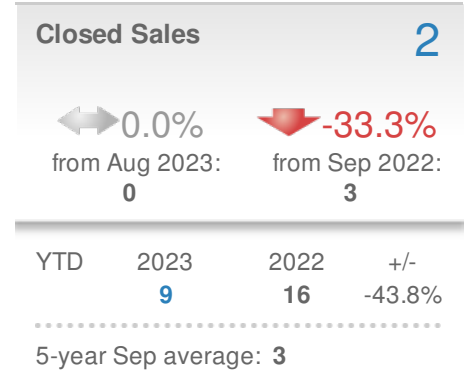 Closed Sales 2
0.0% -33.3%
from Aug 2023: from Sep 2022:
0 3
YTD 2023 2022 +/-
9 16 -43.8%
5-year Sep average: 3